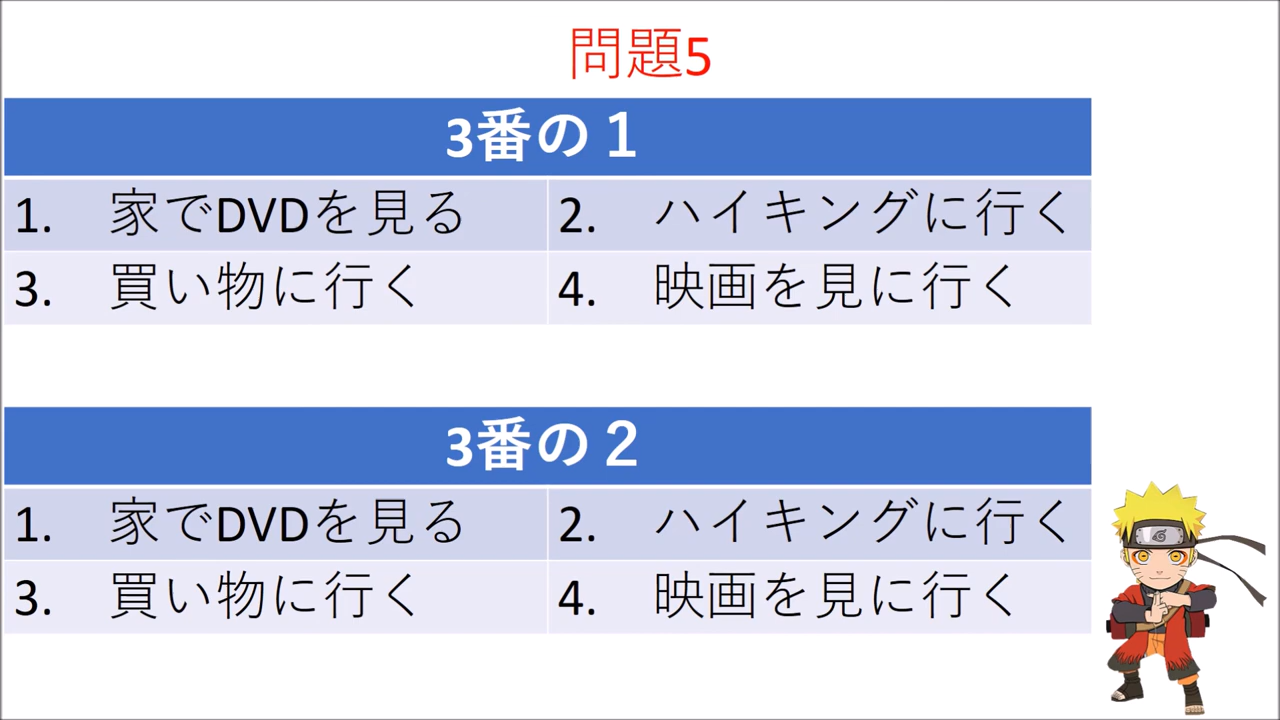 問題5
3番の１
1. 家でDVDを見る 2. ハイキングに行く
3. 買い物に行く 4. 映画を見に行く
3番の２
1. 家でDVDを見る 2. ハイキングに行く
3. 買い物に行く 4. 映画を見に行く